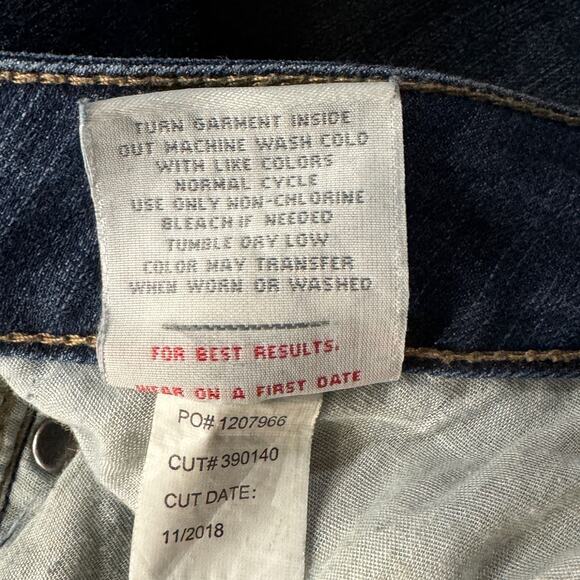 TURN GARMENT INSIDE
OUT MACHINE WASH COLD
WITH LIKE COLORS
NORMAL CYCLE
USE ONLY NON-CHLORINE
BLEACH IF NEEDED
TUMBLE DRY LOW
COLOR MAY TRANSFER
WHEN WORN OR WASHED
FOR BEST RESULTS,
WEAR ON A FIRST DATE
PO# 1207966
CUT# 390140
CUT DATE:
11/2018